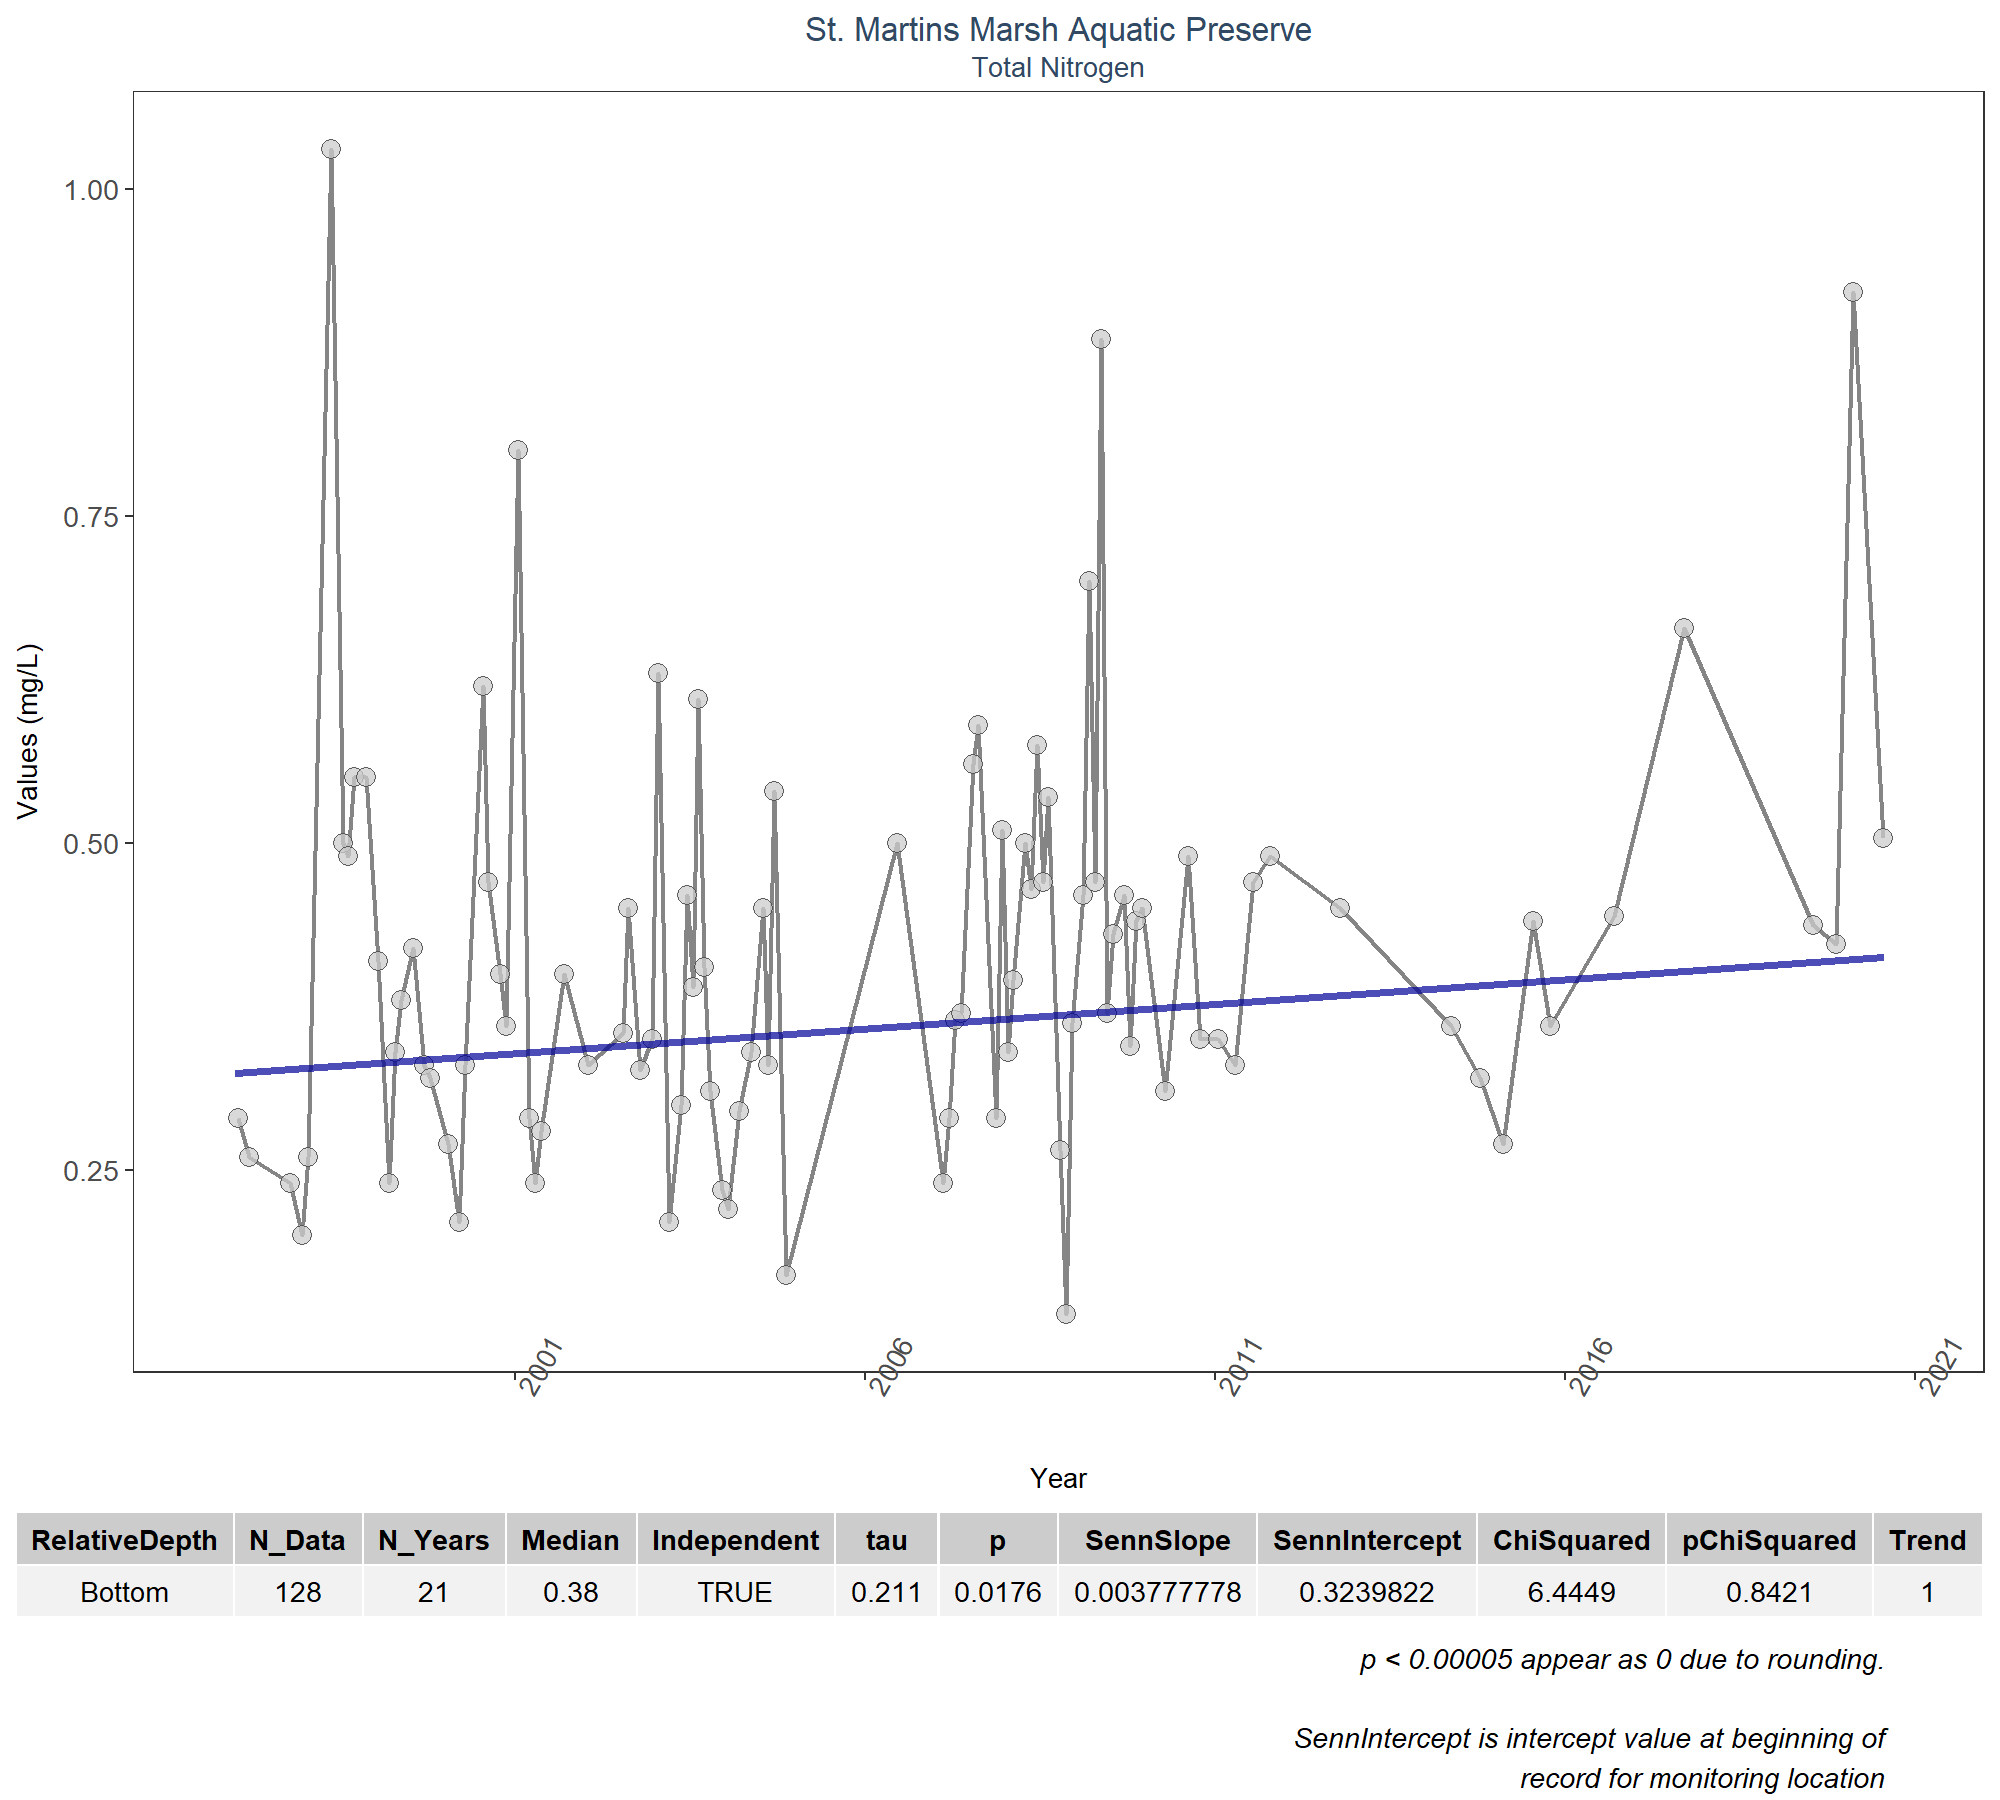 St. Martins Marsh Aquatic Preserve
Total Nitrogen
1.00
0.75
0.50
0.25
Values (mg/L)
2001
2006
2011
2016
2021
Year
RelativeDepth N_Data N_Years Median Independent tau p SennSlope SennIntercept ChiSquared pChiSquared Trend
Bottom 128 21 0.38 TRUE 0.211 0.0176 0.003777778 0.3239822 6.4449 0.8421 1
p < 0.00005 appear as 0 due to rounding.
SennIntercept is intercept value at beginning of
record for monitoring location